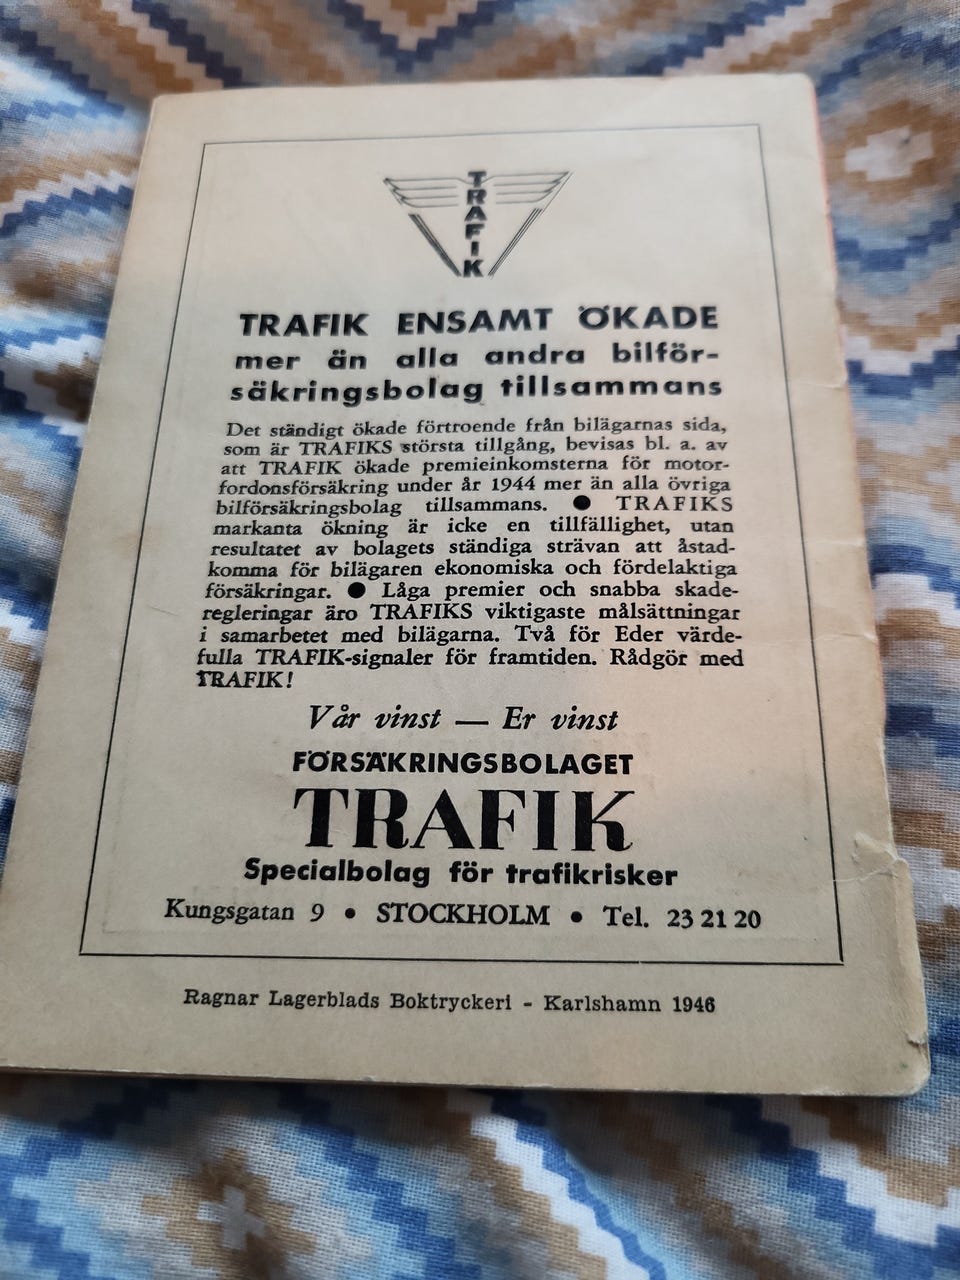 TRAFIK
TRAFIK ENSAMT ÖKADE
mer än alla andra bilför-
säkringsbolag tillsammans
Det ständigt ökade förtroende från bilägarnas sida,
som är TRAFIKS största tillgång, bevisas bl. a. av
att TRAFIK ökade premieinkomsterna för motor-
fordonsförsäkring under år 1944 mer än alla övriga
bilförsäkringsbolag tillsammans. ● TRAFIKS
markanta ökning är icke en tillfällighet, utan
resultatet av bolagets ständiga strävan att åstad-
komma för bilägaren ekonomiska och fördelaktiga
försäkringar. ● Låga premier och snabba skade-
regleringar äro TRAFIKS viktigaste målsättningar
i samarbetet med bilägarna. Två för Eder värde-
fulla TRAFIK-signaler för framtiden. Rådgör med
TRAFIK!
Vår vinst — Er vinst
FÖRSÄKRINGSBOLAGET
TRAFIK
Specialbolag för trafikrisker
Kungsgatan 9 ● STOCKHOLM ● Tel. 23 21 20
Ragnar Lagerblads Boktryckeri - Karlshamn 1946